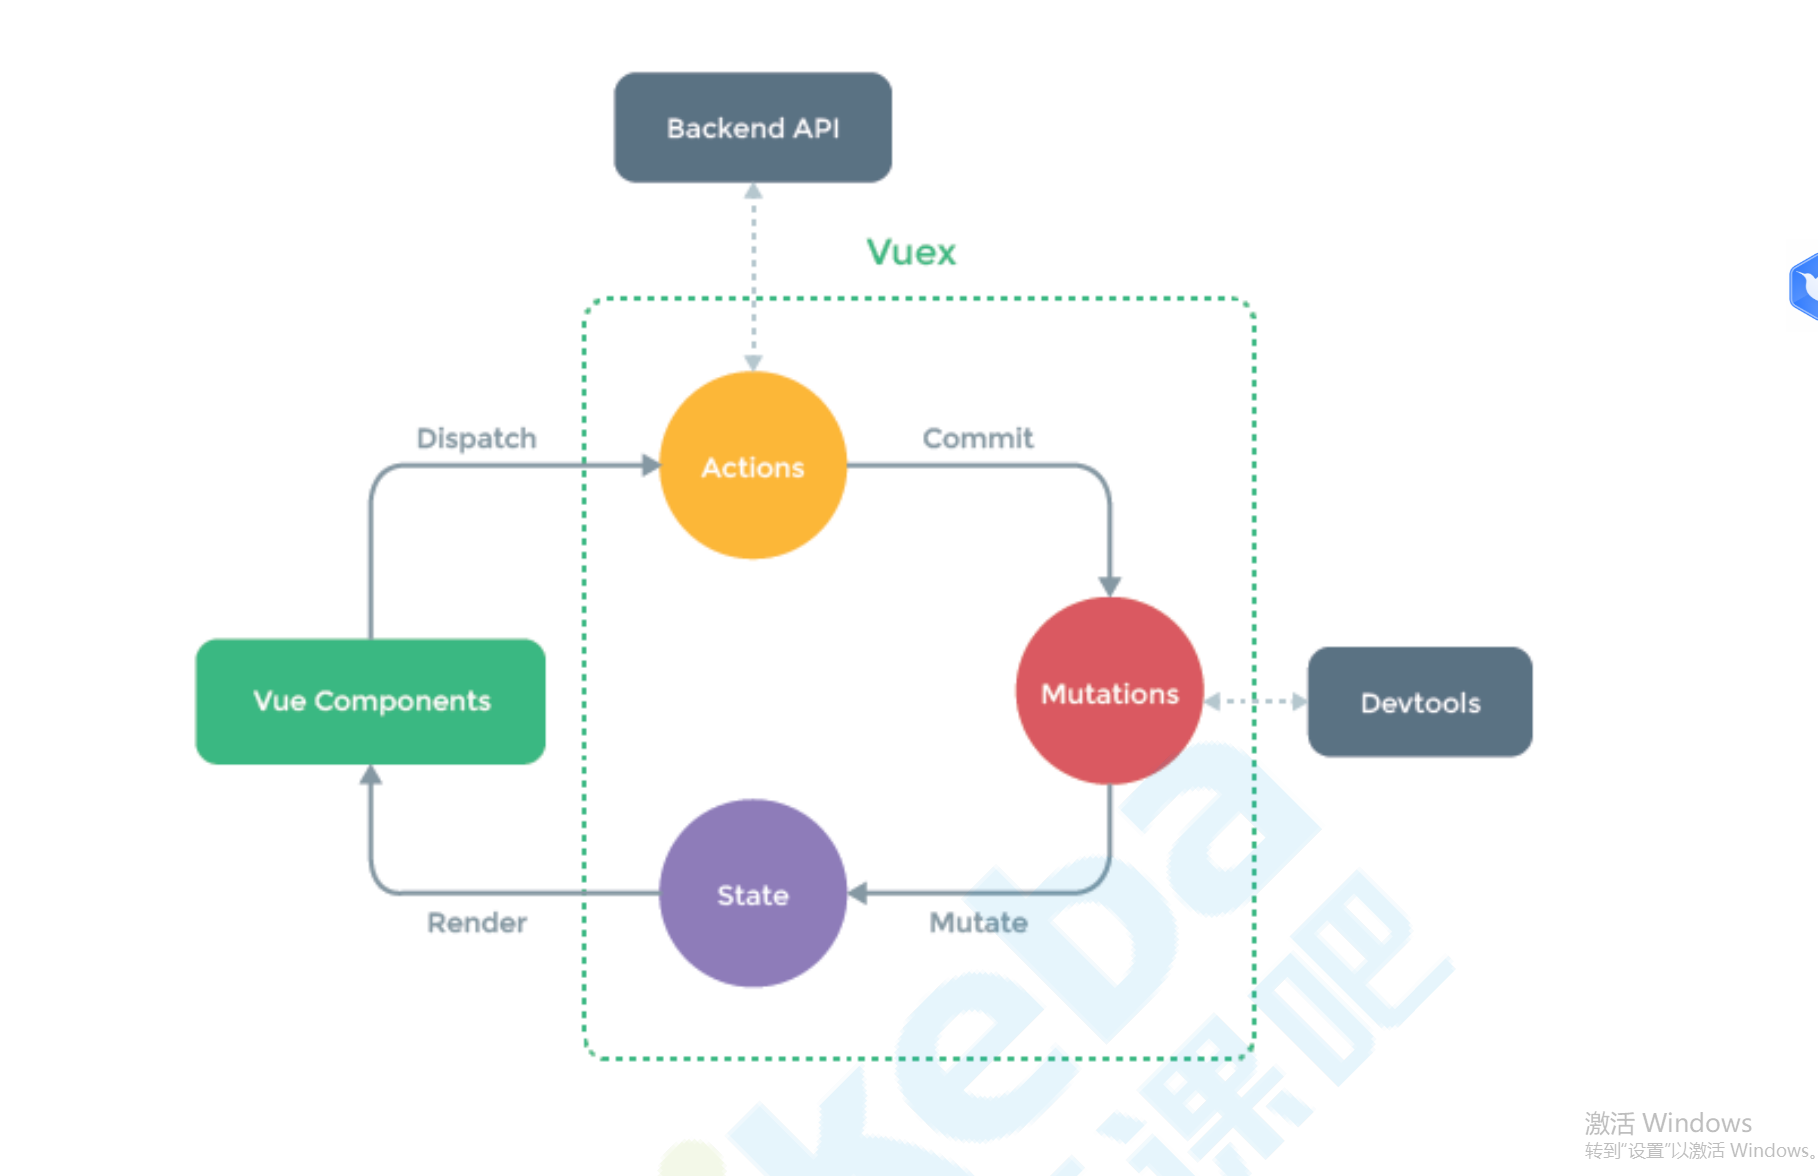 Backend API
Vuex
Dispatch
Commit
Actions
Vue Components
Mutations
Devtools
State
Render
Mutate
keBa
课吧
激活 Windows
转到“设置”以激活 Windows。